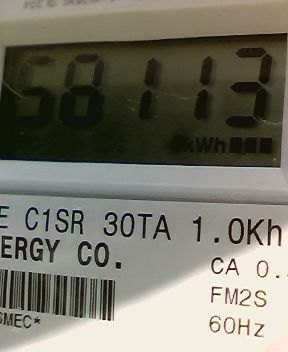 58113
kWh
E C1SR 30TA 1.0Kh
ERGY CO.
CA 0.
FM2S
60Hz
SMEC*